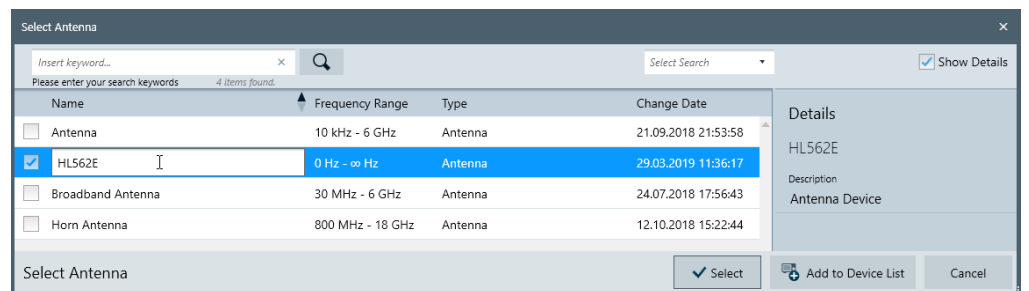 Select Antenna
Insert keyword... Select Search Show Details
Please enter your search keywords 4 items found.
Name Frequency Range Type Change Date
Antenna 10 kHz - 6 GHz Antenna 21.09.2018 21:53:58
HL562E 0 Hz - ∞ Hz Antenna 29.03.2019 11:36:17
Broadband Antenna 30 MHz - 6 GHz Antenna 24.07.2018 17:56:43
Horn Antenna 800 MHz - 18 GHz Antenna 12.10.2018 15:22:44
Details
HL562E
Description
Antenna Device
Select Antenna Select Add to Device List Cancel